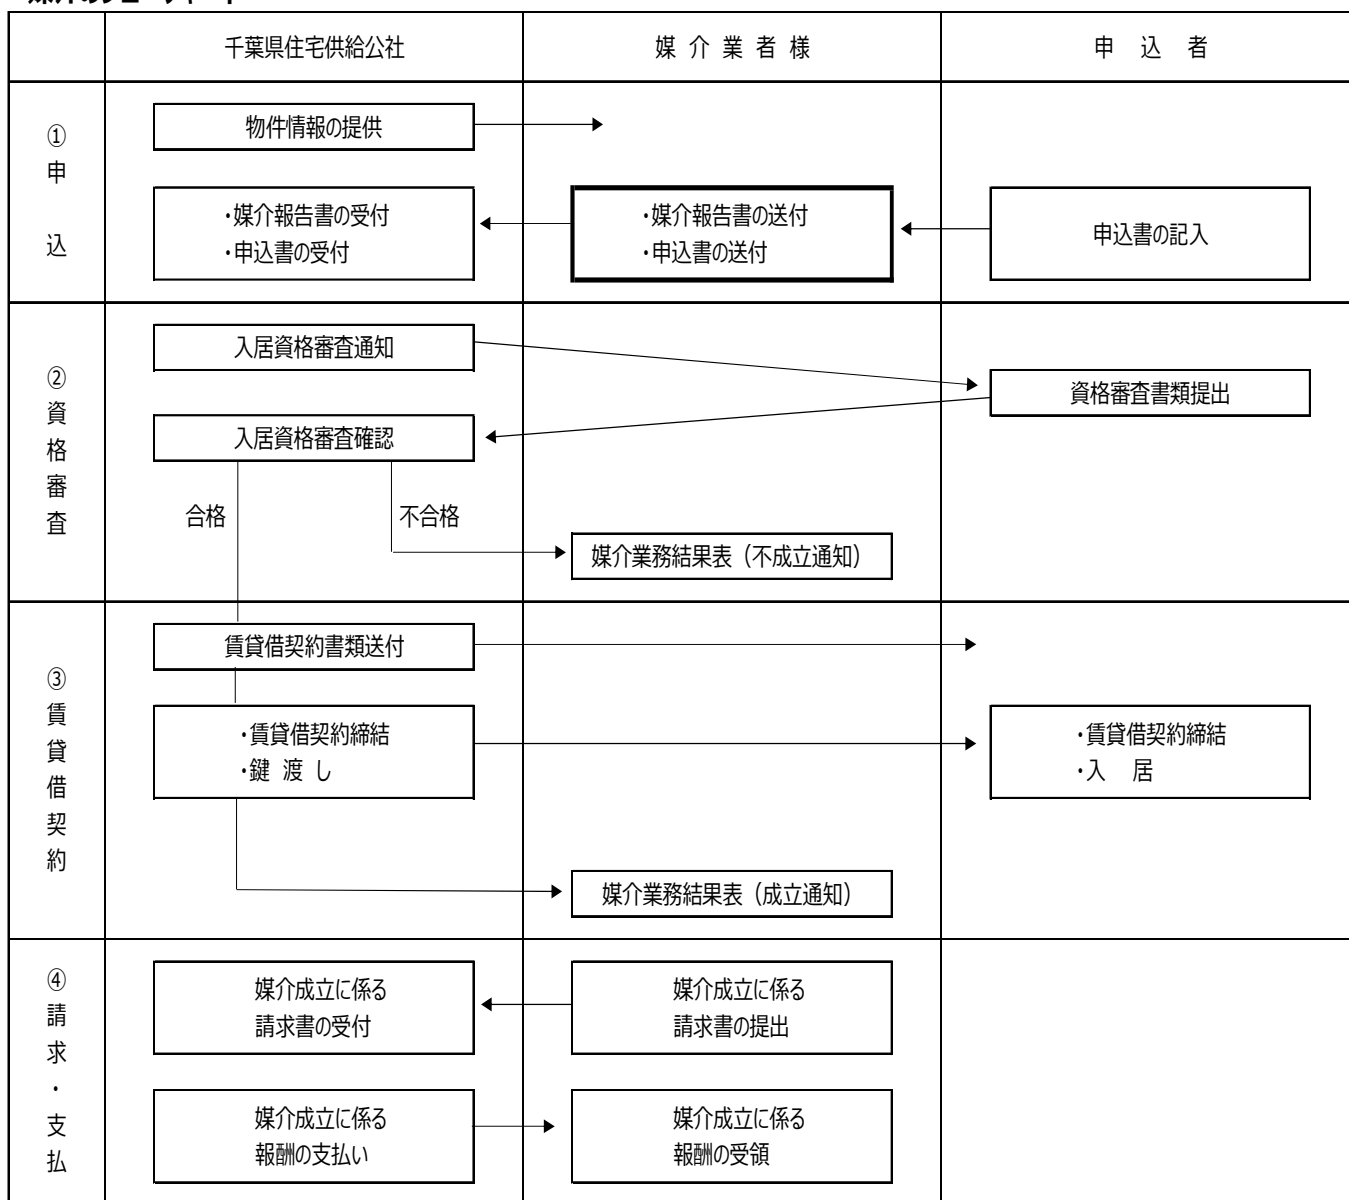 千葉県住宅供給公社
媒介業者様
申込者
①申込
物件情報の提供
・媒介報告書の受付
・申込書の受付
・媒介報告書の送付
・申込書の送付
申込書の記入
②資格審査
入居資格審査通知
資格審査書類提出
入居資格審査確認
合格
不合格
媒介業務結果表（不成立通知）
③賃貸借契約
賃貸借契約書類送付
・賃貸借契約締結
・鍵渡し
・賃貸借契約締結
・入居
媒介業務結果表（成立通知）
④請求・支払
媒介成立に係る
請求書の受付
媒介成立に係る
請求書の提出
媒介成立に係る
報酬の支払い
媒介成立に係る
報酬の受領